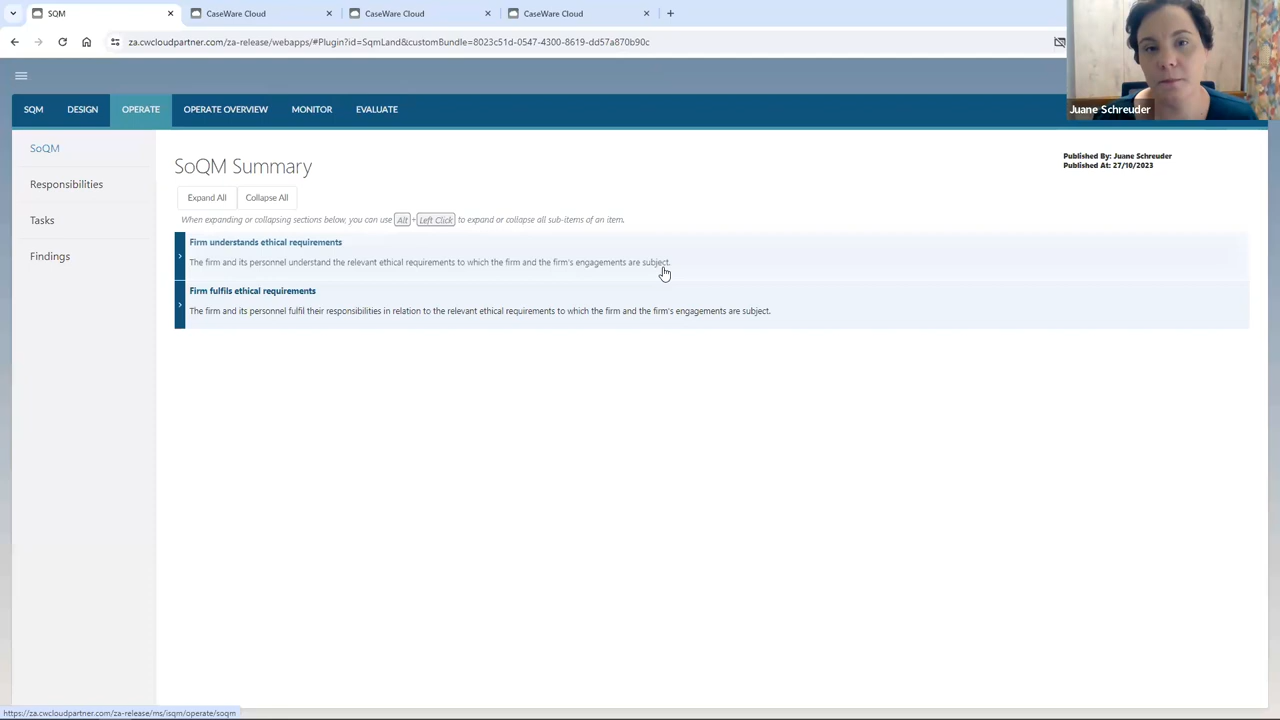 SQM
CaseWare Cloud
CaseWare Cloud
CaseWare Cloud
za.cwcloudpartner.com/za-release/webapps/#Plugin?id=SqmLand&customBundle=8023c51d-0547-4300-8619-dd57a870b90c
Juane Schreuder
SQM DESIGN OPERATE OPERATE OVERVIEW MONITOR EVALUATE
SoQM
Responsibilities
Tasks
Findings
SoQM Summary
Published By: Juane Schreuder
Published At: 27/10/2023
Expand All Collapse All
When expanding or collapsing sections below, you can use Alt + Left Click to expand or collapse all sub-items of an item.
Firm understands ethical requirements
The firm and its personnel understand the relevant ethical requirements to which the firm and the firm's engagements are subject.
Firm fulfils ethical requirements
The firm and its personnel fulfil their responsibilities in relation to the relevant ethical requirements to which the firm and the firm's engagements are subject.
https://za.cwcloudpartner.com/za-release/ms/isqm/operate/soqm